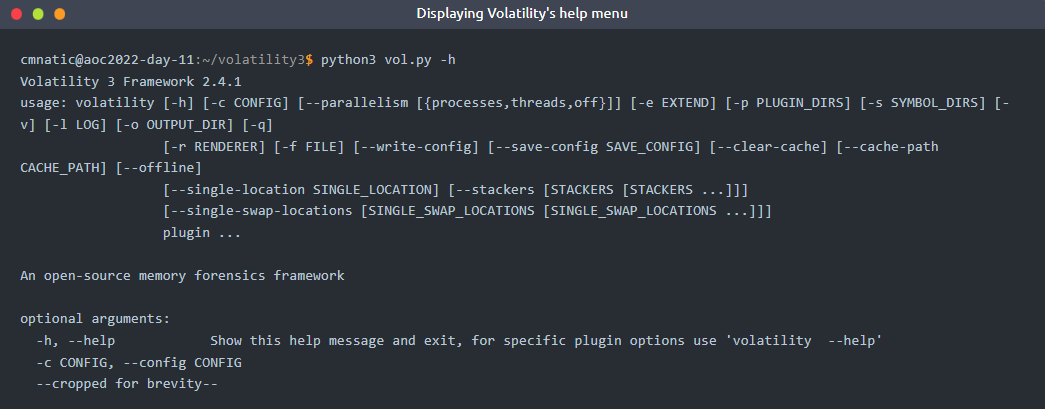 Displaying Volatility's help menu
cmnatic@aoc2022-day-11:~/volatility3$ python3 vol.py -h
Volatility 3 Framework 2.4.1
usage: volatility [-h] [-c CONFIG] [--parallelism [{processes,threads,off}]] [-e EXTEND] [-p PLUGIN_DIRS] [-s SYMBOL_DIRS] [-
v] [-l LOG] [-o OUTPUT_DIR] [-q]
[-r RENDERER] [-f FILE] [--write-config] [--save-config SAVE_CONFIG] [--clear-cache] [--cache-path
CACHE_PATH] [--offline]
[--single-location SINGLE_LOCATION] [--stackers [STACKERS [STACKERS ...]]]
[--single-swap-locations [SINGLE_SWAP_LOCATIONS [SINGLE_SWAP_LOCATIONS ...]]]
plugin ...
An open-source memory forensics framework
optional arguments:
-h, --help Show this help message and exit, for specific plugin options use 'volatility --help'
-c CONFIG, --config CONFIG
--cropped for brevity--